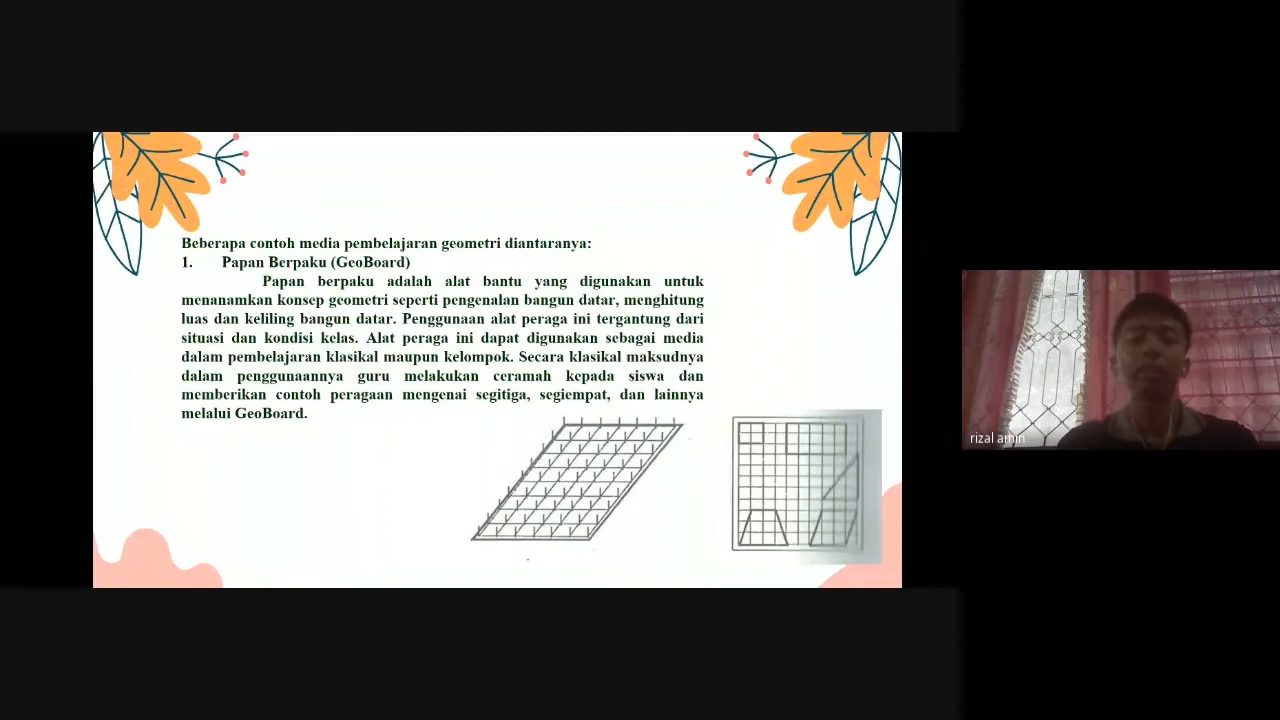 Beberapa contoh media pembelajaran geometri diantaranya:
1. Papan Berpaku (GeoBoard)
Papan berpaku adalah alat bantu yang digunakan untuk
menanamkan konsep geometri seperti pengenalan bangun datar, menghitung
luas dan keliling bangun datar. Penggunaan alat peraga ini tergantung dari
situasi dan kondisi kelas. Alat peraga ini dapat digunakan sebagai media
dalam pembelajaran klasikal maupun kelompok. Secara klasikal maksudnya
dalam penggunaannya guru melakukan ceramah kepada siswa dan
memberikan contoh peragaan mengenai segitiga, segiempat, dan lainnya
melalui GeoBoard.
rizal amin